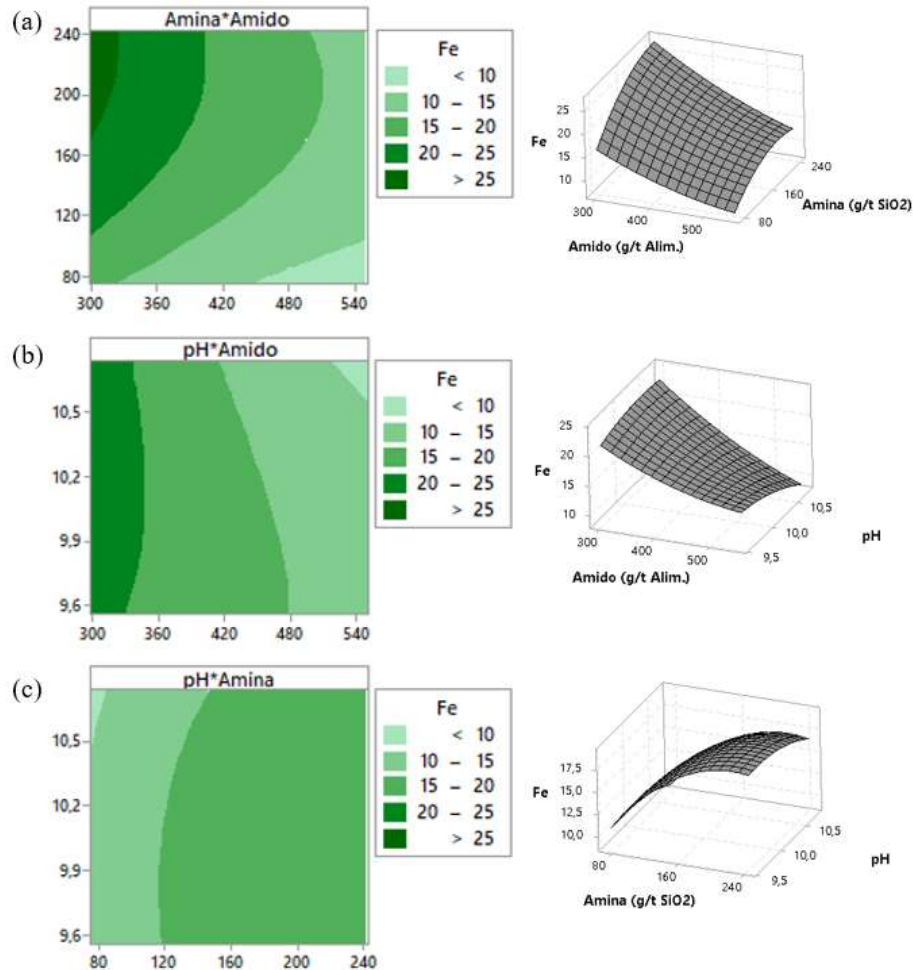 (a)
Amina*Amido
240
200
160
120
80
300 360 420 480 540
Fe
< 10
10 – 15
15 – 20
20 – 25
> 25
Fe
25
20
15
10
300
400
500
Amido (g/t Alim.)
80
160
240
Amina (g/t SiO2)
(b)
pH*Amido
10,5
10,2
9,9
9,6
300 360 420 480 540
Fe
< 10
10 – 15
15 – 20
20 – 25
> 25
Fe
25
20
15
10
300
400
500
Amido (g/t Alim.)
9,5
10,0
10,5
pH
(c)
pH*Amina
10,5
10,2
9,9
9,6
80 120 160 200 240
Fe
< 10
10 – 15
15 – 20
20 – 25
> 25
Fe
17,5
15,0
12,5
10,0
80
160
240
Amina (g/t SiO2)
9,5
10,0
10,5
pH